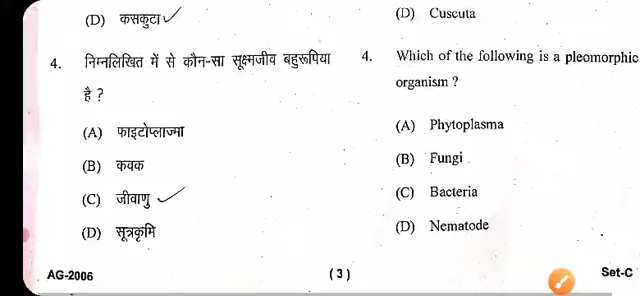 (D) कसकुटा
(D) Cuscuta
4. निम्नलिखित में से कौन-सा सूक्ष्मजीव बहुरूपिया
है ?
(A) फाइटोप्लाज्मा
(B) कवक
(C) जीवाणु
(D) सूत्रकृमि
4. Which of the following is a pleomorphic
organism ?
(A) Phytoplasma
(B) Fungi
(C) Bacteria
(D) Nematode
AG-2006
( 3 )
Set-C